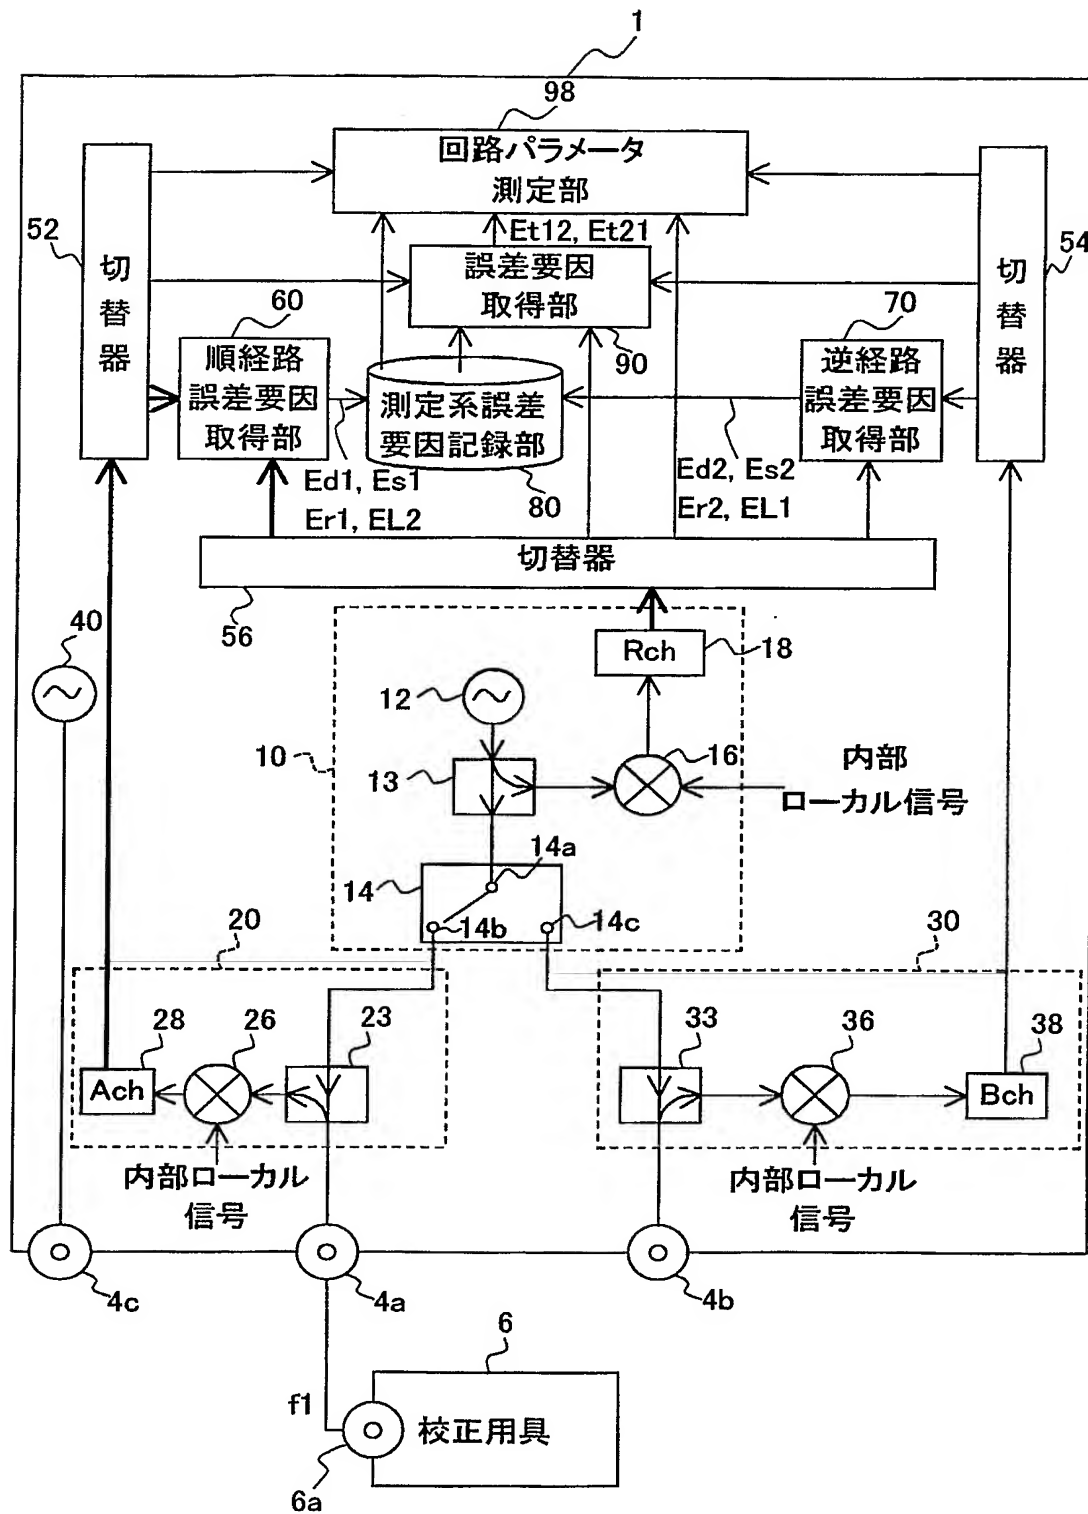 1
98
回路パラメータ
測定部
52
切
替
器
Et12, Et21
誤差要因
取得部
90
54
切
替
器
60
順経路
誤差要因
取得部
測定系誤差
要因記録部
80
70
逆経路
誤差要因
取得部
Ed1, Es1
Er1, EL2
Ed2, Es2
Er2, EL1
切替器
56
40
Rch
18
12
10
13
16
内部
ローカル信号
14
14a
14b
14c
20
30
28
26
23
Ach
33
36
38
Bch
内部ローカル
信号
内部ローカル
信号
4c
4a
4b
6
f1
校正用具
6a